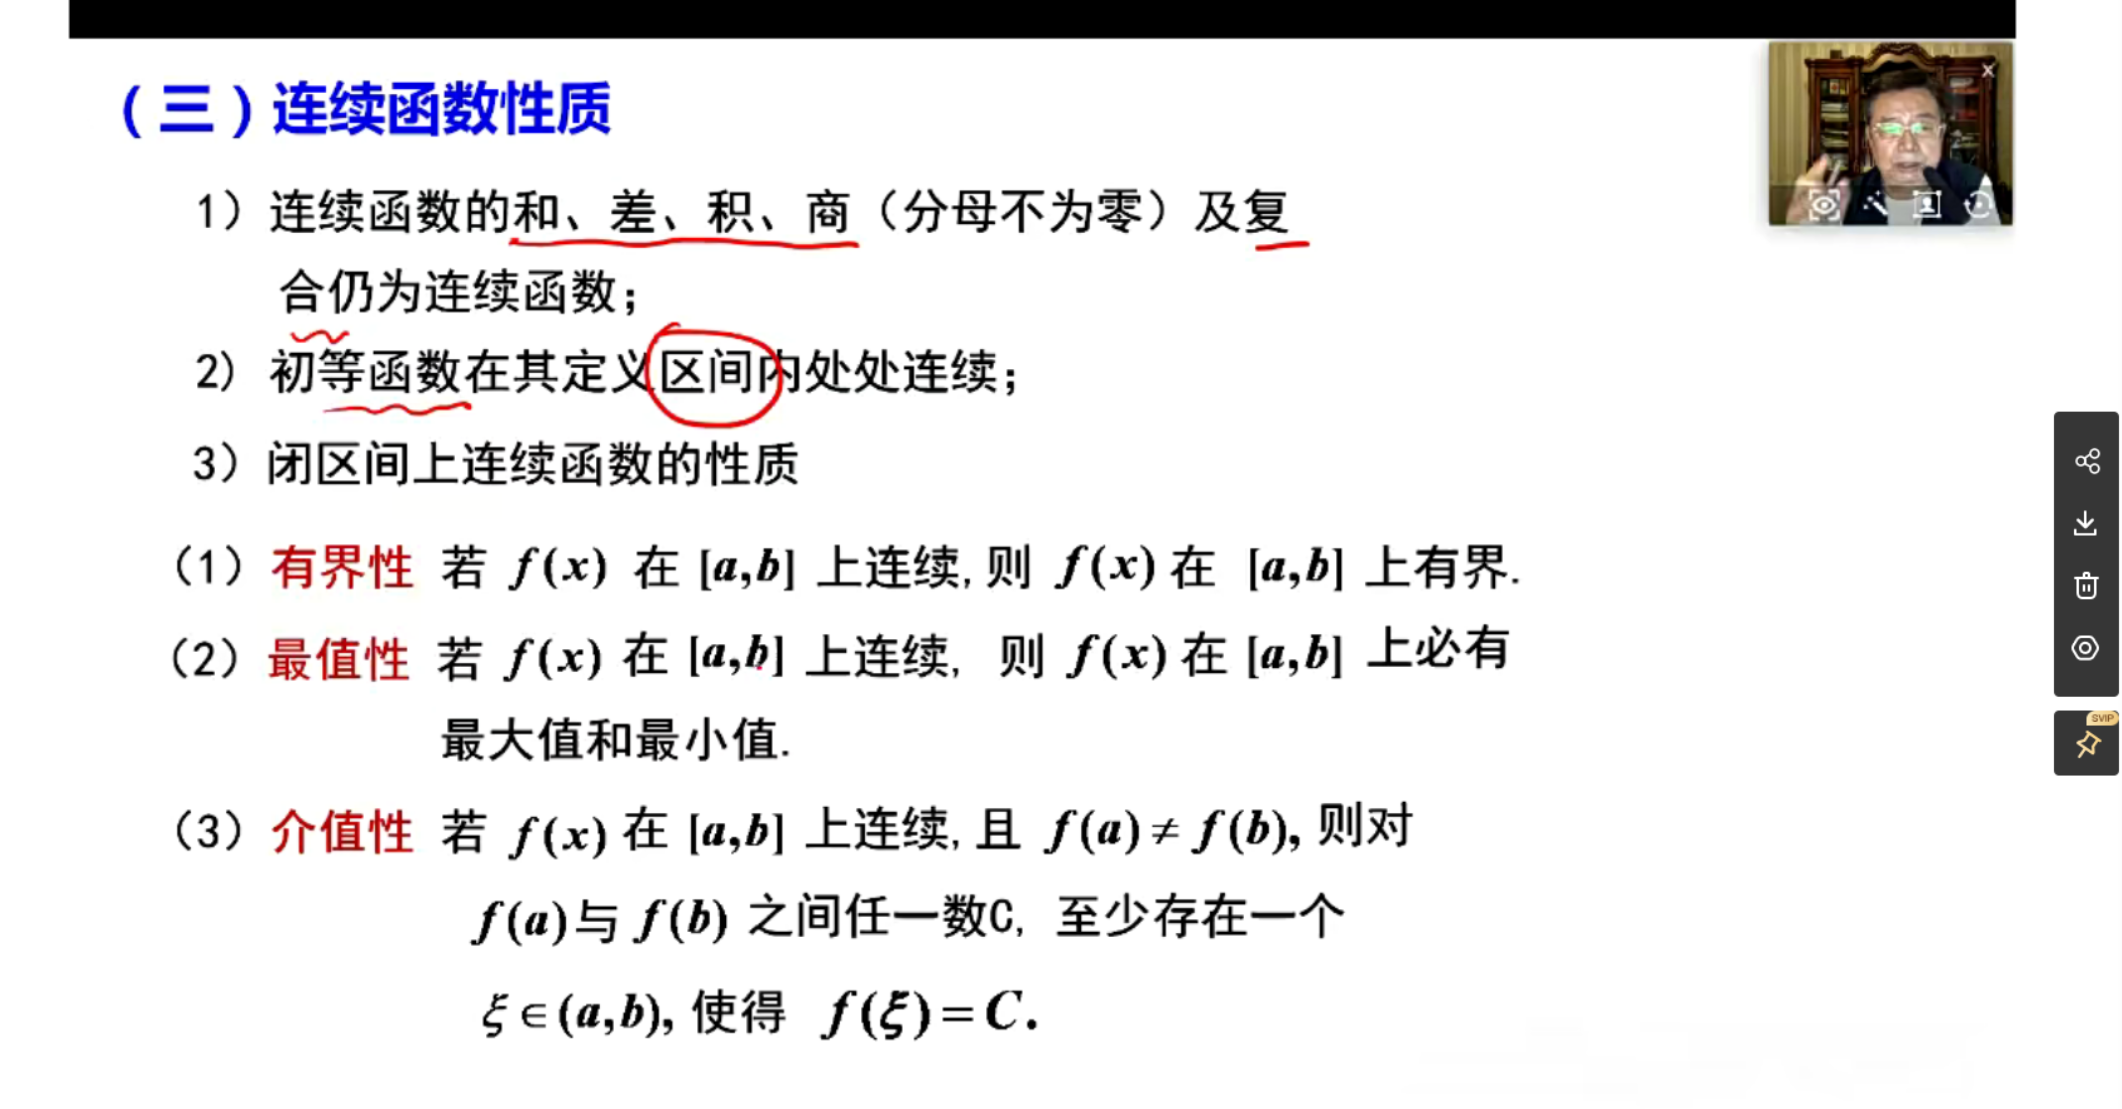 （三）连续函数性质
1）连续函数的和、差、积、商（分母不为零）及复
合仍为连续函数；
2）初等函数在其定义区间内处处连续；
3）闭区间上连续函数的性质
（1）有界性 若 f(x) 在 [a,b] 上连续,则 f(x) 在 [a,b] 上有界.
（2）最值性 若 f(x) 在 [a,b] 上连续, 则 f(x) 在 [a,b] 上必有
最大值和最小值.
（3）介值性 若 f(x) 在 [a,b] 上连续,且 f(a) ≠ f(b), 则对
f(a)与 f(b) 之间任一数C, 至少存在一个
ξ∈(a,b), 使得 f(ξ) = C.
SVIP